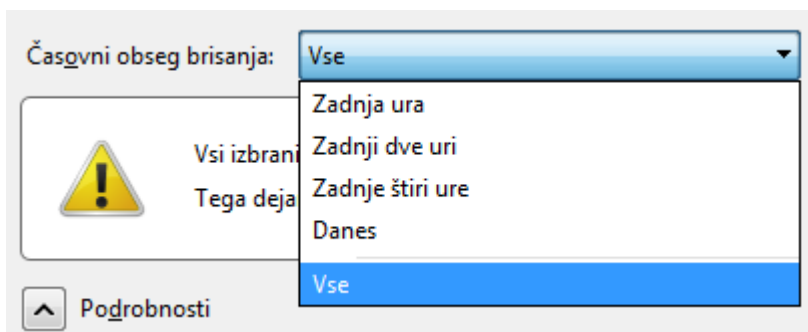 Časovni obseg brisanja: Vse
Zadnja ura
Vsi izbrani Zadnji dve uri
Tega deja Zadnje štiri ure
Danes
Vse
Podrobnosti